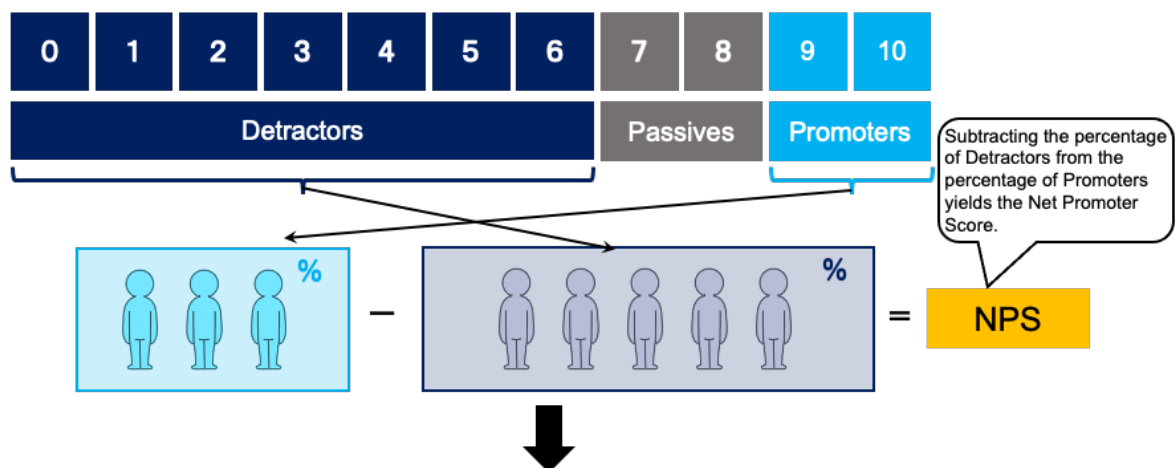 0 1 2 3 4 5 6 7 8 9 10
Detractors Passives Promoters
Subtracting the percentage
of Detractors from the
percentage of Promoters
yields the Net Promoter
Score.
% - % = NPS